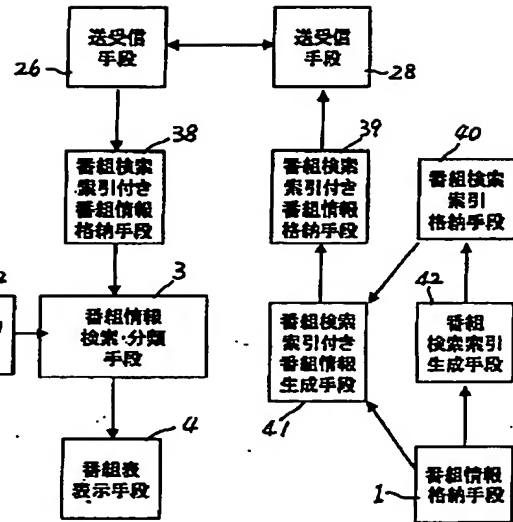 送受信
手段
26
送受信
手段
28
38
番組検索
索引付き
番組情報
格納手段
39
番組検索
索引付き
番組情報
格納手段
40
番組検索
索引
格納手段
3
番組情報
検索・分類
手段
番組検索
索引付き
番組情報
生成手段
41
42
番組
検索索引
生成手段
4
番組表
表示手段
1
番組情報
格納手段